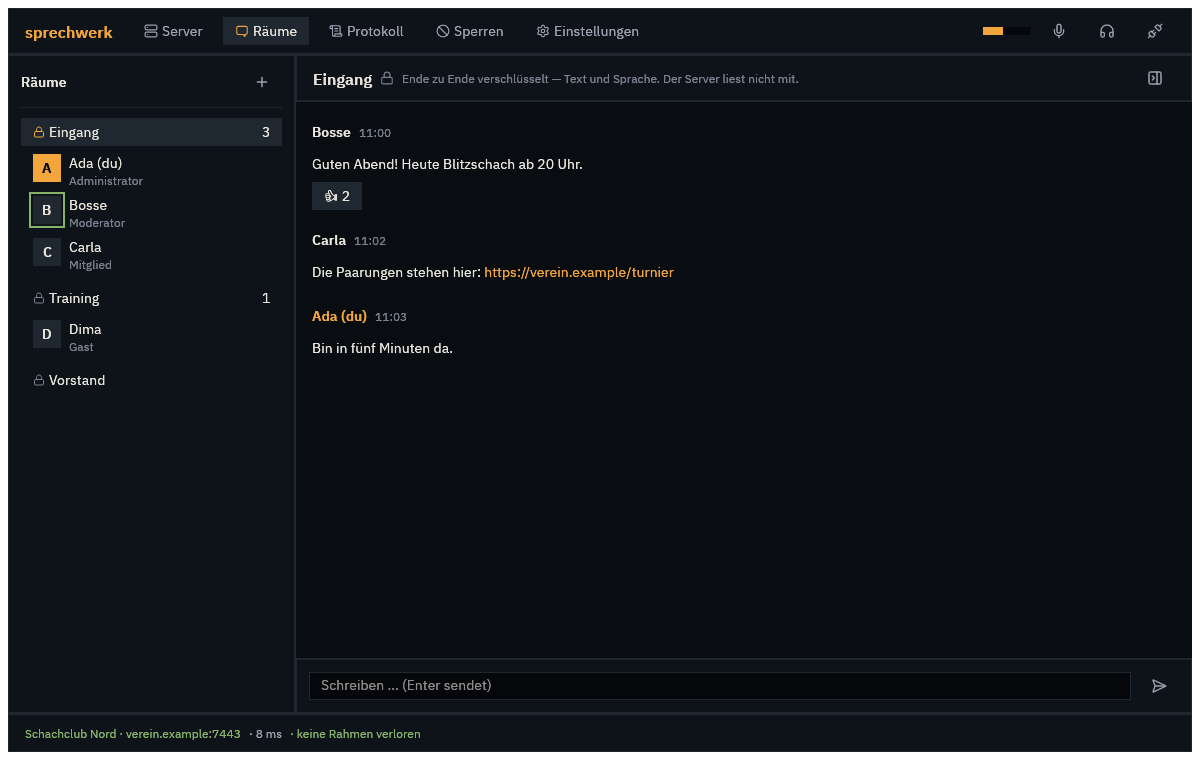 sprechwerk Server Räume Protokoll Sperren Einstellungen
Räume
Eingang 3
A Ada (du)
Administrator
B Bosse
Moderator
C Carla
Mitglied
Training 1
D Dima
Gast
Vorstand
Eingang Ende zu Ende verschlüsselt — Text und Sprache. Der Server liest nicht mit.
Bosse 11:00
Guten Abend! Heute Blitzschach ab 20 Uhr.
👍 2
Carla 11:02
Die Paarungen stehen hier: https://verein.example/turnier
Ada (du) 11:03
Bin in fünf Minuten da.
Schreiben … (Enter sendet)
Schachclub Nord · verein.example:7443 · 8 ms · keine Rahmen verloren